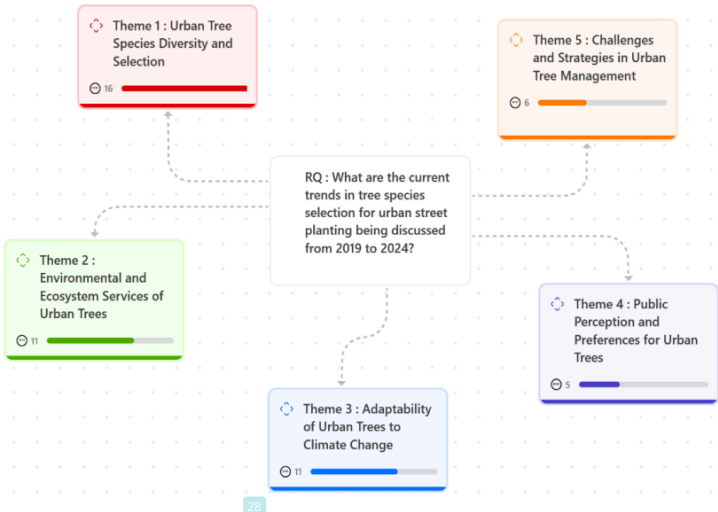 Theme 1 : Urban Tree
Species Diversity and
Selection
16
Theme 5 : Challenges
and Strategies in Urban
Tree Management
6
RQ : What are the current
trends in tree species
selection for urban street
planting being discussed
from 2019 to 2024?
Theme 2 :
Environmental and
Ecosystem Services of
Urban Trees
11
Theme 4 : Public
Perception and
Preferences for Urban
Trees
5
Theme 3 : Adaptability
of Urban Trees to
Climate Change
11
28